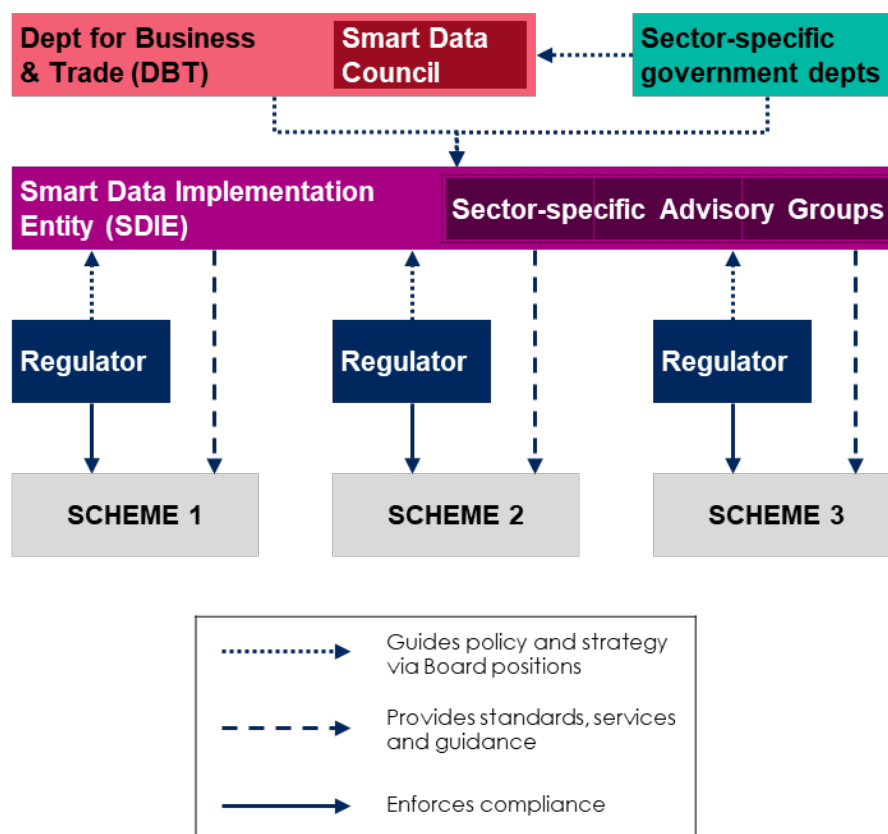 Dept for Business
& Trade (DBT)
Smart Data
Council
Sector-specific
government depts
Smart Data Implementation
Entity (SDIE)
Sector-specific Advisory Groups
Regulator
Regulator
Regulator
SCHEME 1
SCHEME 2
SCHEME 3
Guides policy and strategy
via Board positions
Provides standards, services
and guidance
Enforces compliance